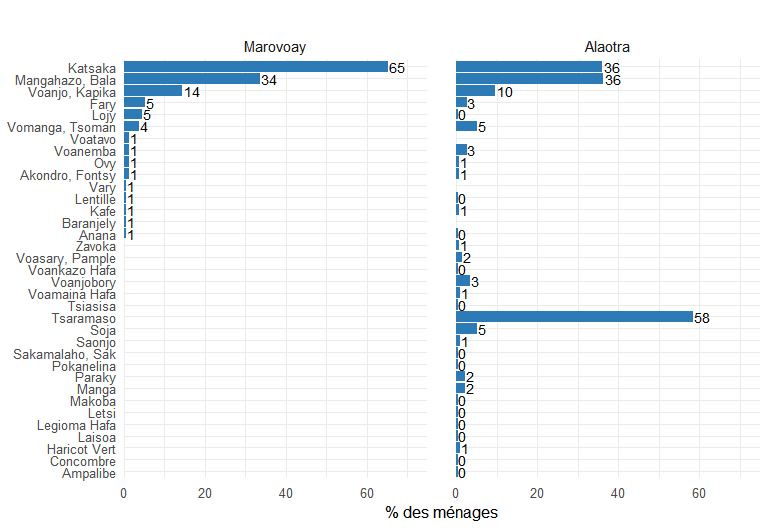 Marovoay Alaotra
Katsaka 65 36
Mangahazo, Bala 34 36
Voanjo, Kapika 14 10
Fary 5 3
Lojy 5 0
Vomanga, Tsoman 4 5
Voatavo 1
Voanemba 1 3
Ovy 1 1
Akondro, Fontsy 1 1
Vary 1
Lentille 1 0
Kafe 1 1
Baranjely 1
Anana 1 0
Zavoka 1
Voasary, Pample 2
Voankazo Hafa 0
Voanjobory 3
Voamaina Hafa 1
Tsiasisa 0
Tsaramaso 58
Soja 5
Saonjo 1
Sakamalaho, Sak 0
Pokanelina 0
Paraky 2
Manga 2
Makoba 0
Letsi 0
Legioma Hafa 0
Laisoa 0
Haricot Vert 1
Concombre 0
Ampalibe 0
0 20 40 60 0 20 40 60
% des ménages